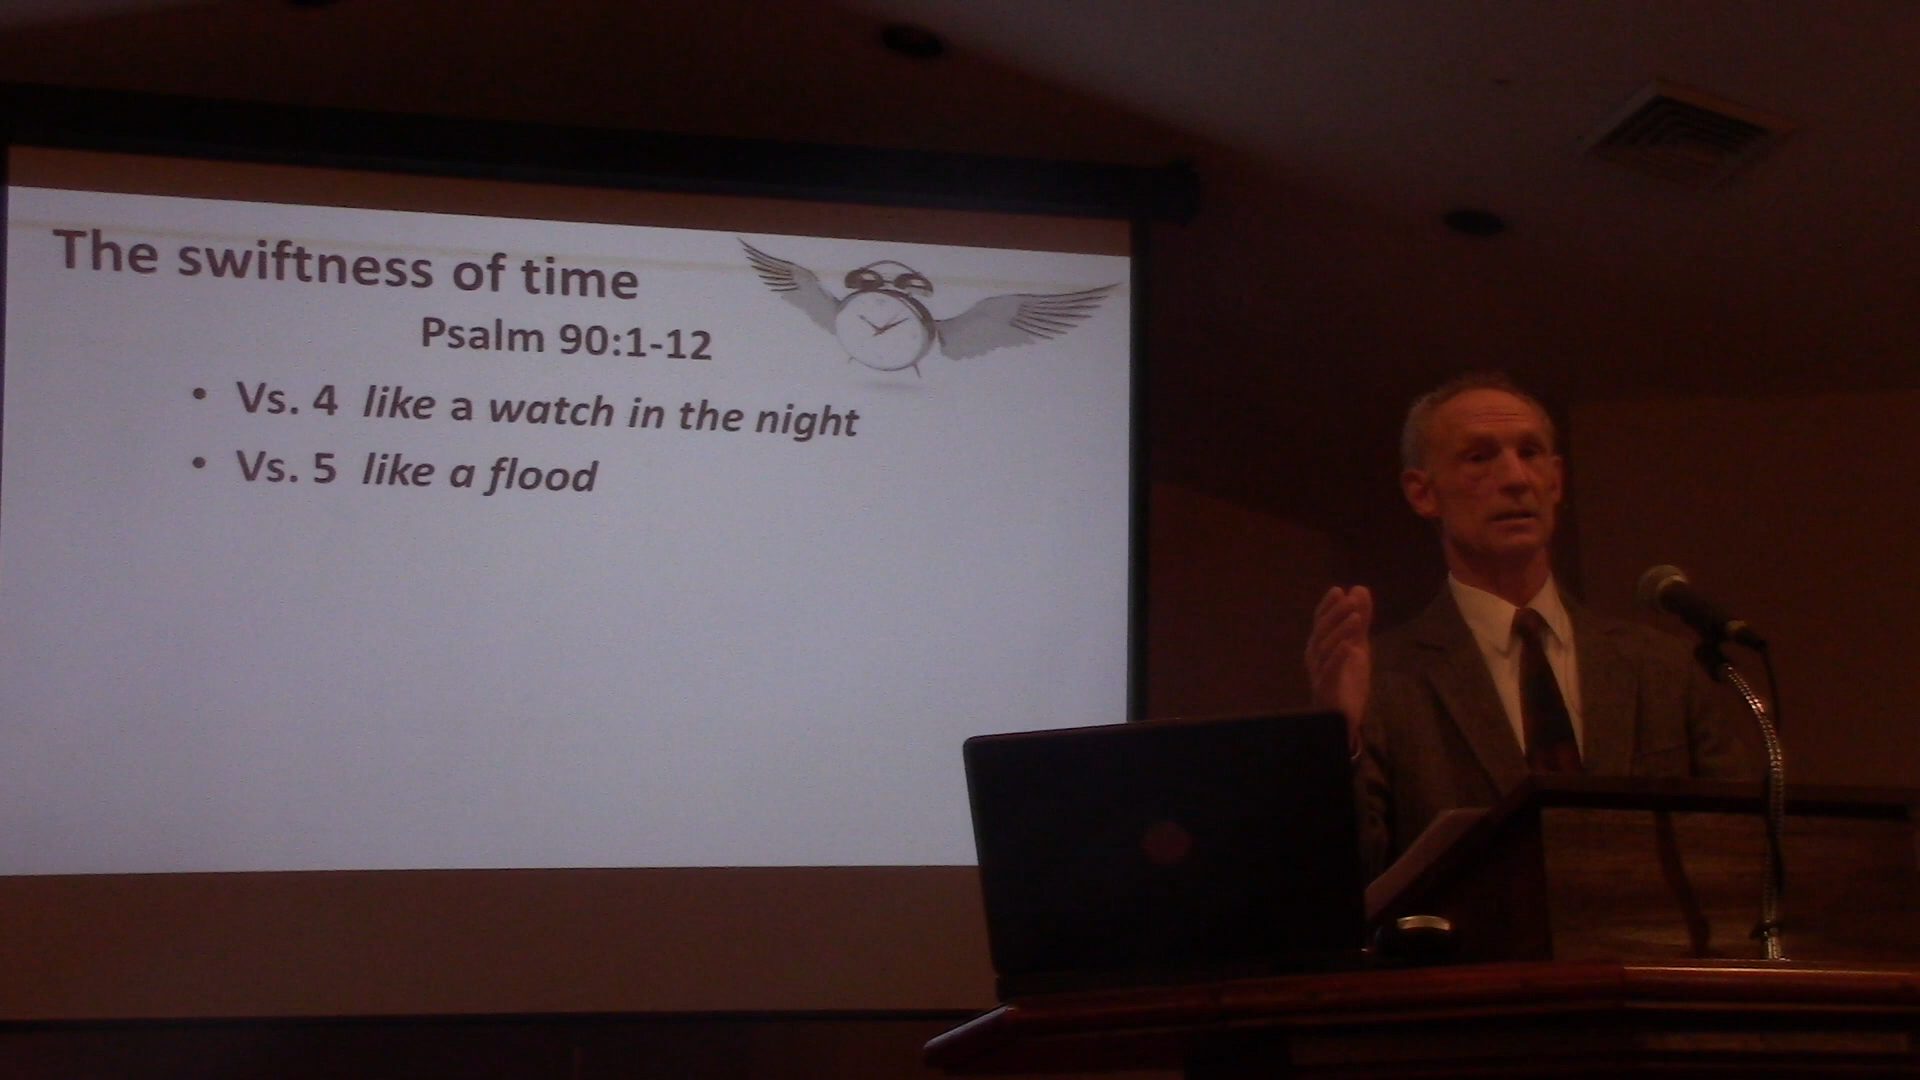 The swiftness of time
Psalm 90:1-12
• Vs. 4 like a watch in the night
• Vs. 5 like a flood